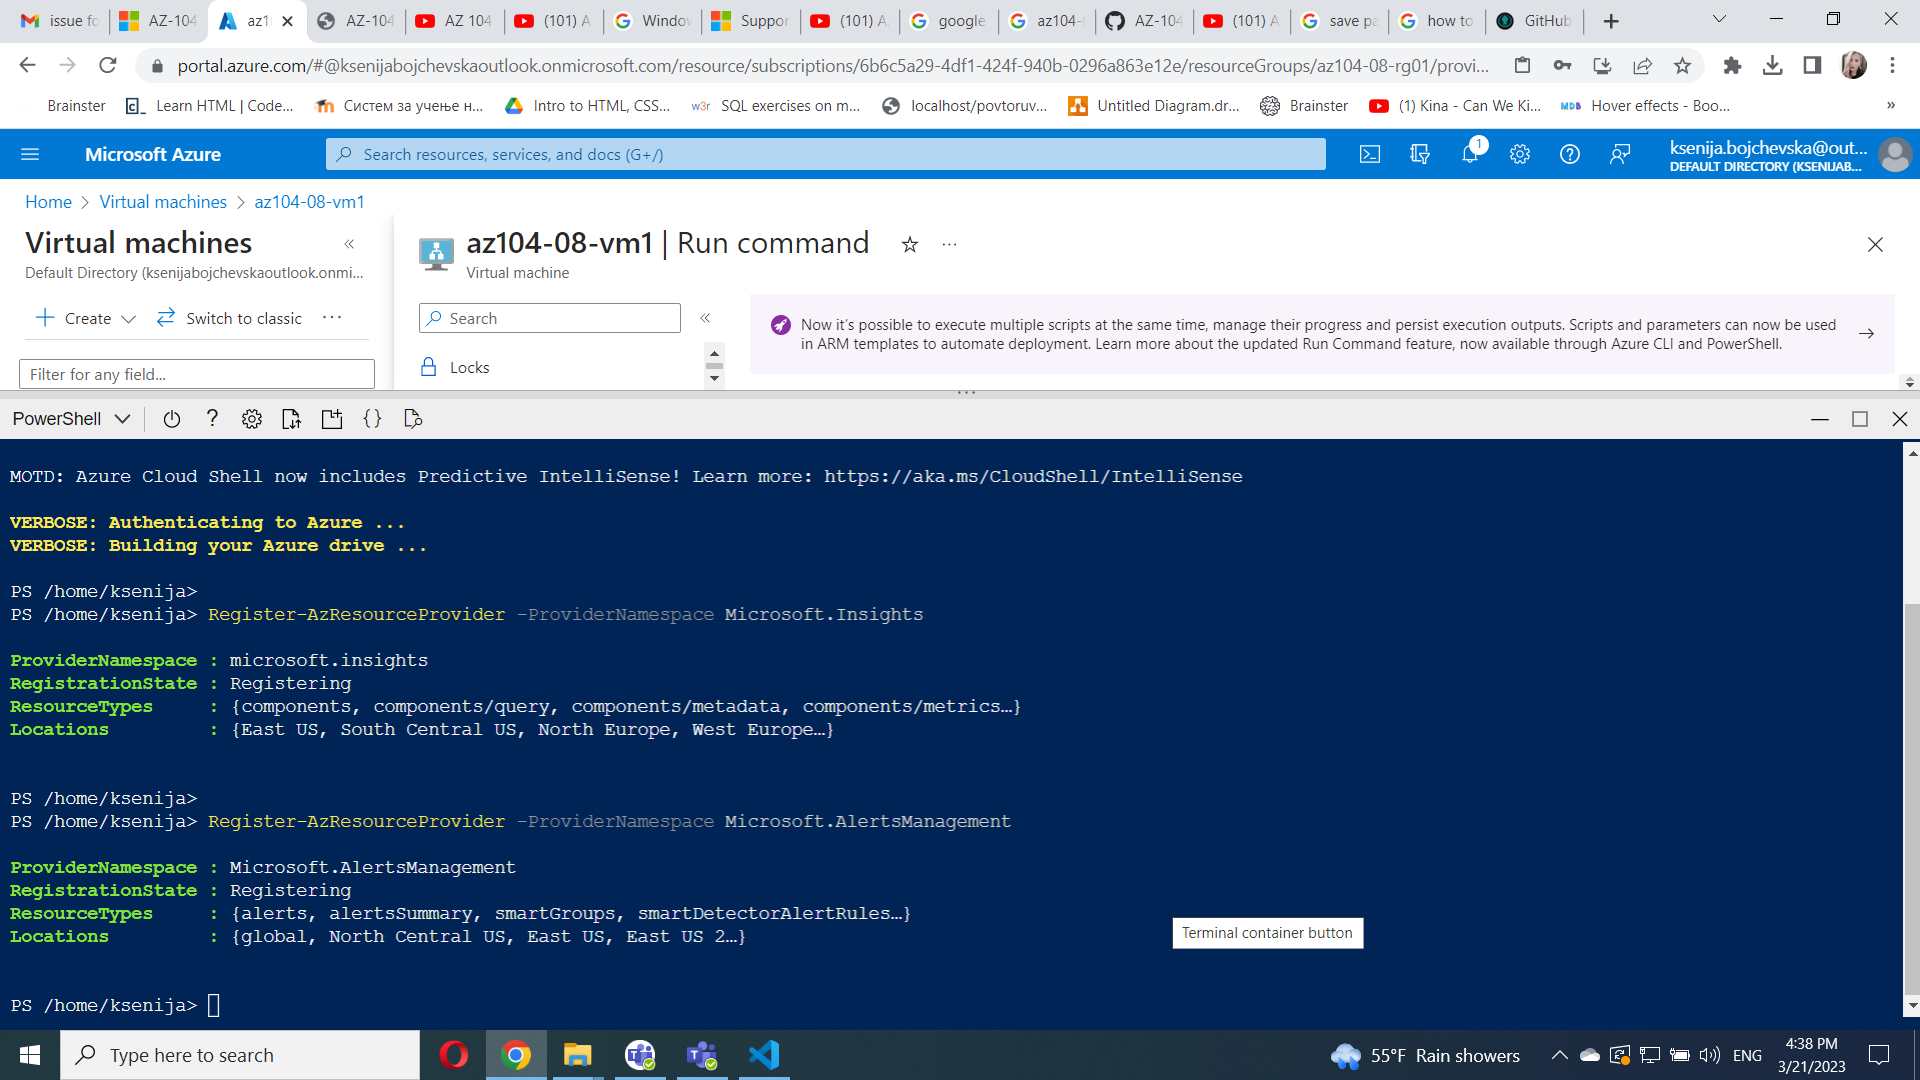 issue fo
AZ-104
az1
AZ-104
AZ 104
(101) A
Window
Suppor
(101) A
google
az104-
AZ-104
(101) A
save pa
how to
GitHub
portal.azure.com/#@ksenijabojchevskaoutlook.onmicrosoft.com/resource/subscriptions/6b6c5a29-4df1-424f-940b-0296a863e12e/resourceGroups/az104-08-rg01/provi...
Brainster
Learn HTML | Code...
Систем за учење н...
Intro to HTML, CSS...
SQL exercises on m...
localhost/povtoruv...
Untitled Diagram.dr...
Brainster
(1) Kina - Can We Ki...
Hover effects - Boo...
»
Microsoft Azure
Search resources, services, and docs (G+/)
1
ksenija.bojchevska@out...
DEFAULT DIRECTORY (KSENIJAB...
Home > Virtual machines > az104-08-vm1
Virtual machines
Default Directory (ksenijabojchevskaoutlook.onmi...
Create
Switch to classic
Filter for any field...
az104-08-vm1 | Run command
Virtual machine
Search
Locks
Now it's possible to execute multiple scripts at the same time, manage their progress and persist execution outputs. Scripts and parameters can now be used
in ARM templates to automate deployment. Learn more about the updated Run Command feature, now available through Azure CLI and PowerShell.
PowerShell
MOTD: Azure Cloud Shell now includes Predictive IntelliSense! Learn more: https://aka.ms/CloudShell/IntelliSense
VERBOSE: Authenticating to Azure ...
VERBOSE: Building your Azure drive ...
PS /home/ksenija>
PS /home/ksenija> Register-AzResourceProvider -ProviderNamespace Microsoft.Insights
ProviderNamespace : microsoft.insights
RegistrationState : Registering
ResourceTypes : {components, components/query, components/metadata, components/metrics…}
Locations : {East US, South Central US, North Europe, West Europe…}
PS /home/ksenija>
PS /home/ksenija> Register-AzResourceProvider -ProviderNamespace Microsoft.AlertsManagement
ProviderNamespace : Microsoft.AlertsManagement
RegistrationState : Registering
ResourceTypes : {alerts, alertsSummary, smartGroups, smartDetectorAlertRules…}
Locations : {global, North Central US, East US, East US 2…}
Terminal container button
PS /home/ksenija>
Type here to search
55°F Rain showers
ENG
4:38 PM
3/21/2023